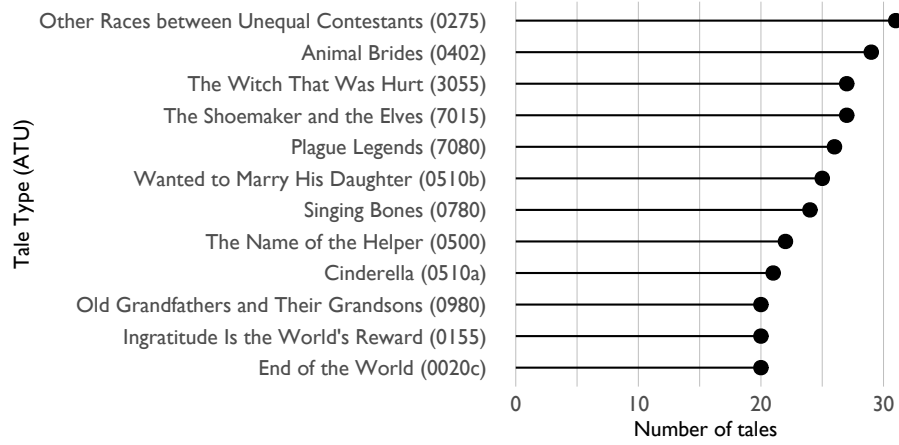 Other Races between Unequal Contestants (0275)
Animal Brides (0402)
The Witch That Was Hurt (3055)
The Shoemaker and the Elves (7015)
Plague Legends (7080)
Wanted to Marry His Daughter (0510b)
Singing Bones (0780)
The Name of the Helper (0500)
Cinderella (0510a)
Old Grandfathers and Their Grandsons (0980)
Ingratitude Is the World's Reward (0155)
End of the World (0020c)
Tale Type (ATU)
0 10 20 30
Number of tales